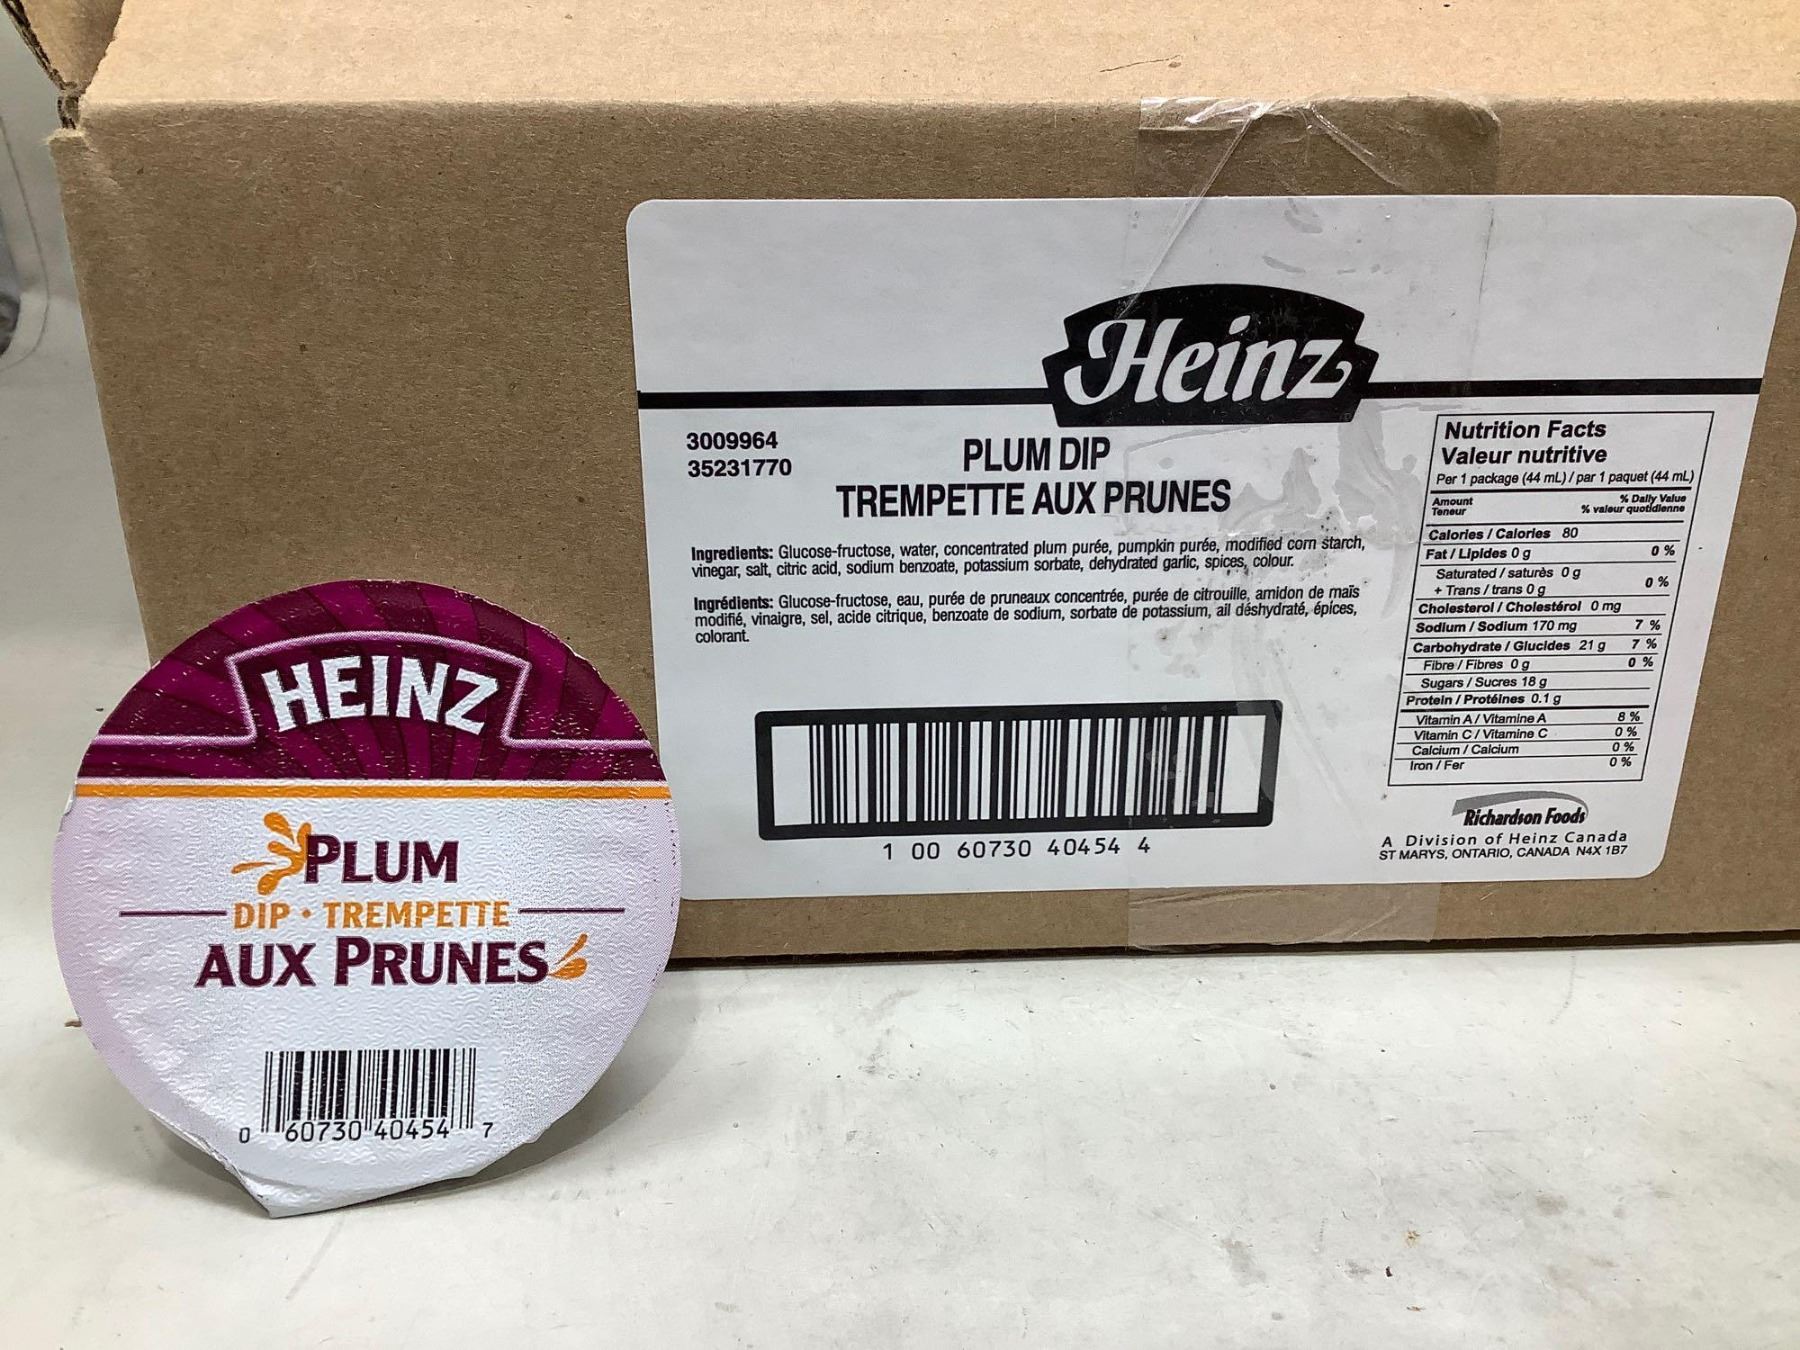 Heinz
3009964
35231770
PLUM DIP
TREMPETTE AUX PRUNES
Ingredients: Glucose-fructose, water, concentrated plum purée, pumpkin purée, modified corn starch,
vinegar, salt, citric acid, sodium benzoate, potassium sorbate, dehydrated garlic, spices, colour.
Ingrédients: Glucose-fructose, eau, purée de pruneaux concentrée, purée de citrouille, amidon de maïs
modifié, vinaigre, sel, acide citrique, benzoate de sodium, sorbate de potassium, ail déshydraté, épices,
colorant.
1 00 60730 40454 4
Nutrition Facts
Valeur nutritive
Per 1 package (44 mL) / par 1 paquet (44 mL)
Amount % Daily Value
Teneur % valeur quotidienne
Calories / Calories 80
Fat / Lipides 0 g 0 %
Saturated / saturés 0 g
+ Trans / trans 0 g 0 %
Cholesterol / Cholestérol 0 mg
Sodium / Sodium 170 mg 7 %
Carbohydrate / Glucides 21 g 7 %
Fibre / Fibres 0 g 0 %
Sugars / Sucres 18 g
Protein / Protéines 0.1 g
Vitamin A / Vitamine A 8 %
Vitamin C / Vitamine C 0 %
Calcium / Calcium 0 %
Iron / Fer 0 %
Richardson Foods
A Division of Heinz Canada
ST MARYS, ONTARIO, CANADA N4X 1B7
HEINZ
PLUM
DIP • TREMPETTE
AUX PRUNES
0 60730 40454 7